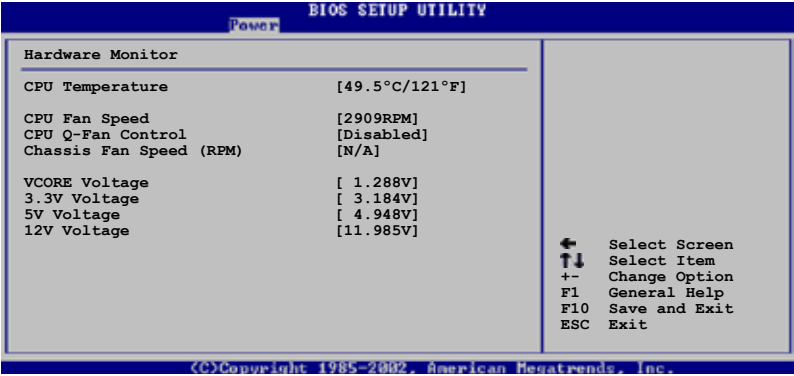 BIOS SETUP UTILITY
Power
Hardware Monitor
CPU Temperature [49.5°C/121°F]
CPU Fan Speed [2909RPM]
CPU Q-Fan Control [Disabled]
Chassis Fan Speed (RPM) [N/A]
VCORE Voltage [ 1.288V]
3.3V Voltage [ 3.184V]
5V Voltage [ 4.948V]
12V Voltage [11.985V]
← Select Screen
↑↓ Select Item
+- Change Option
F1 General Help
F10 Save and Exit
ESC Exit
(C)Copyright 1985-2002, American Megatrends, Inc.